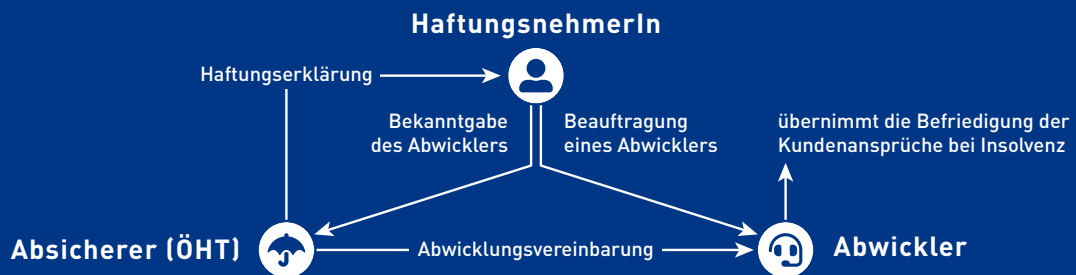 HaftungsnehmerIn
Haftungserklärung
Bekanntgabe
des Abwicklers
Beauftragung
eines Abwicklers
übernimmt die Befriedigung der
Kundenansprüche bei Insolvenz
Absicherer (ÖHT)
Abwicklungsvereinbarung
Abwickler